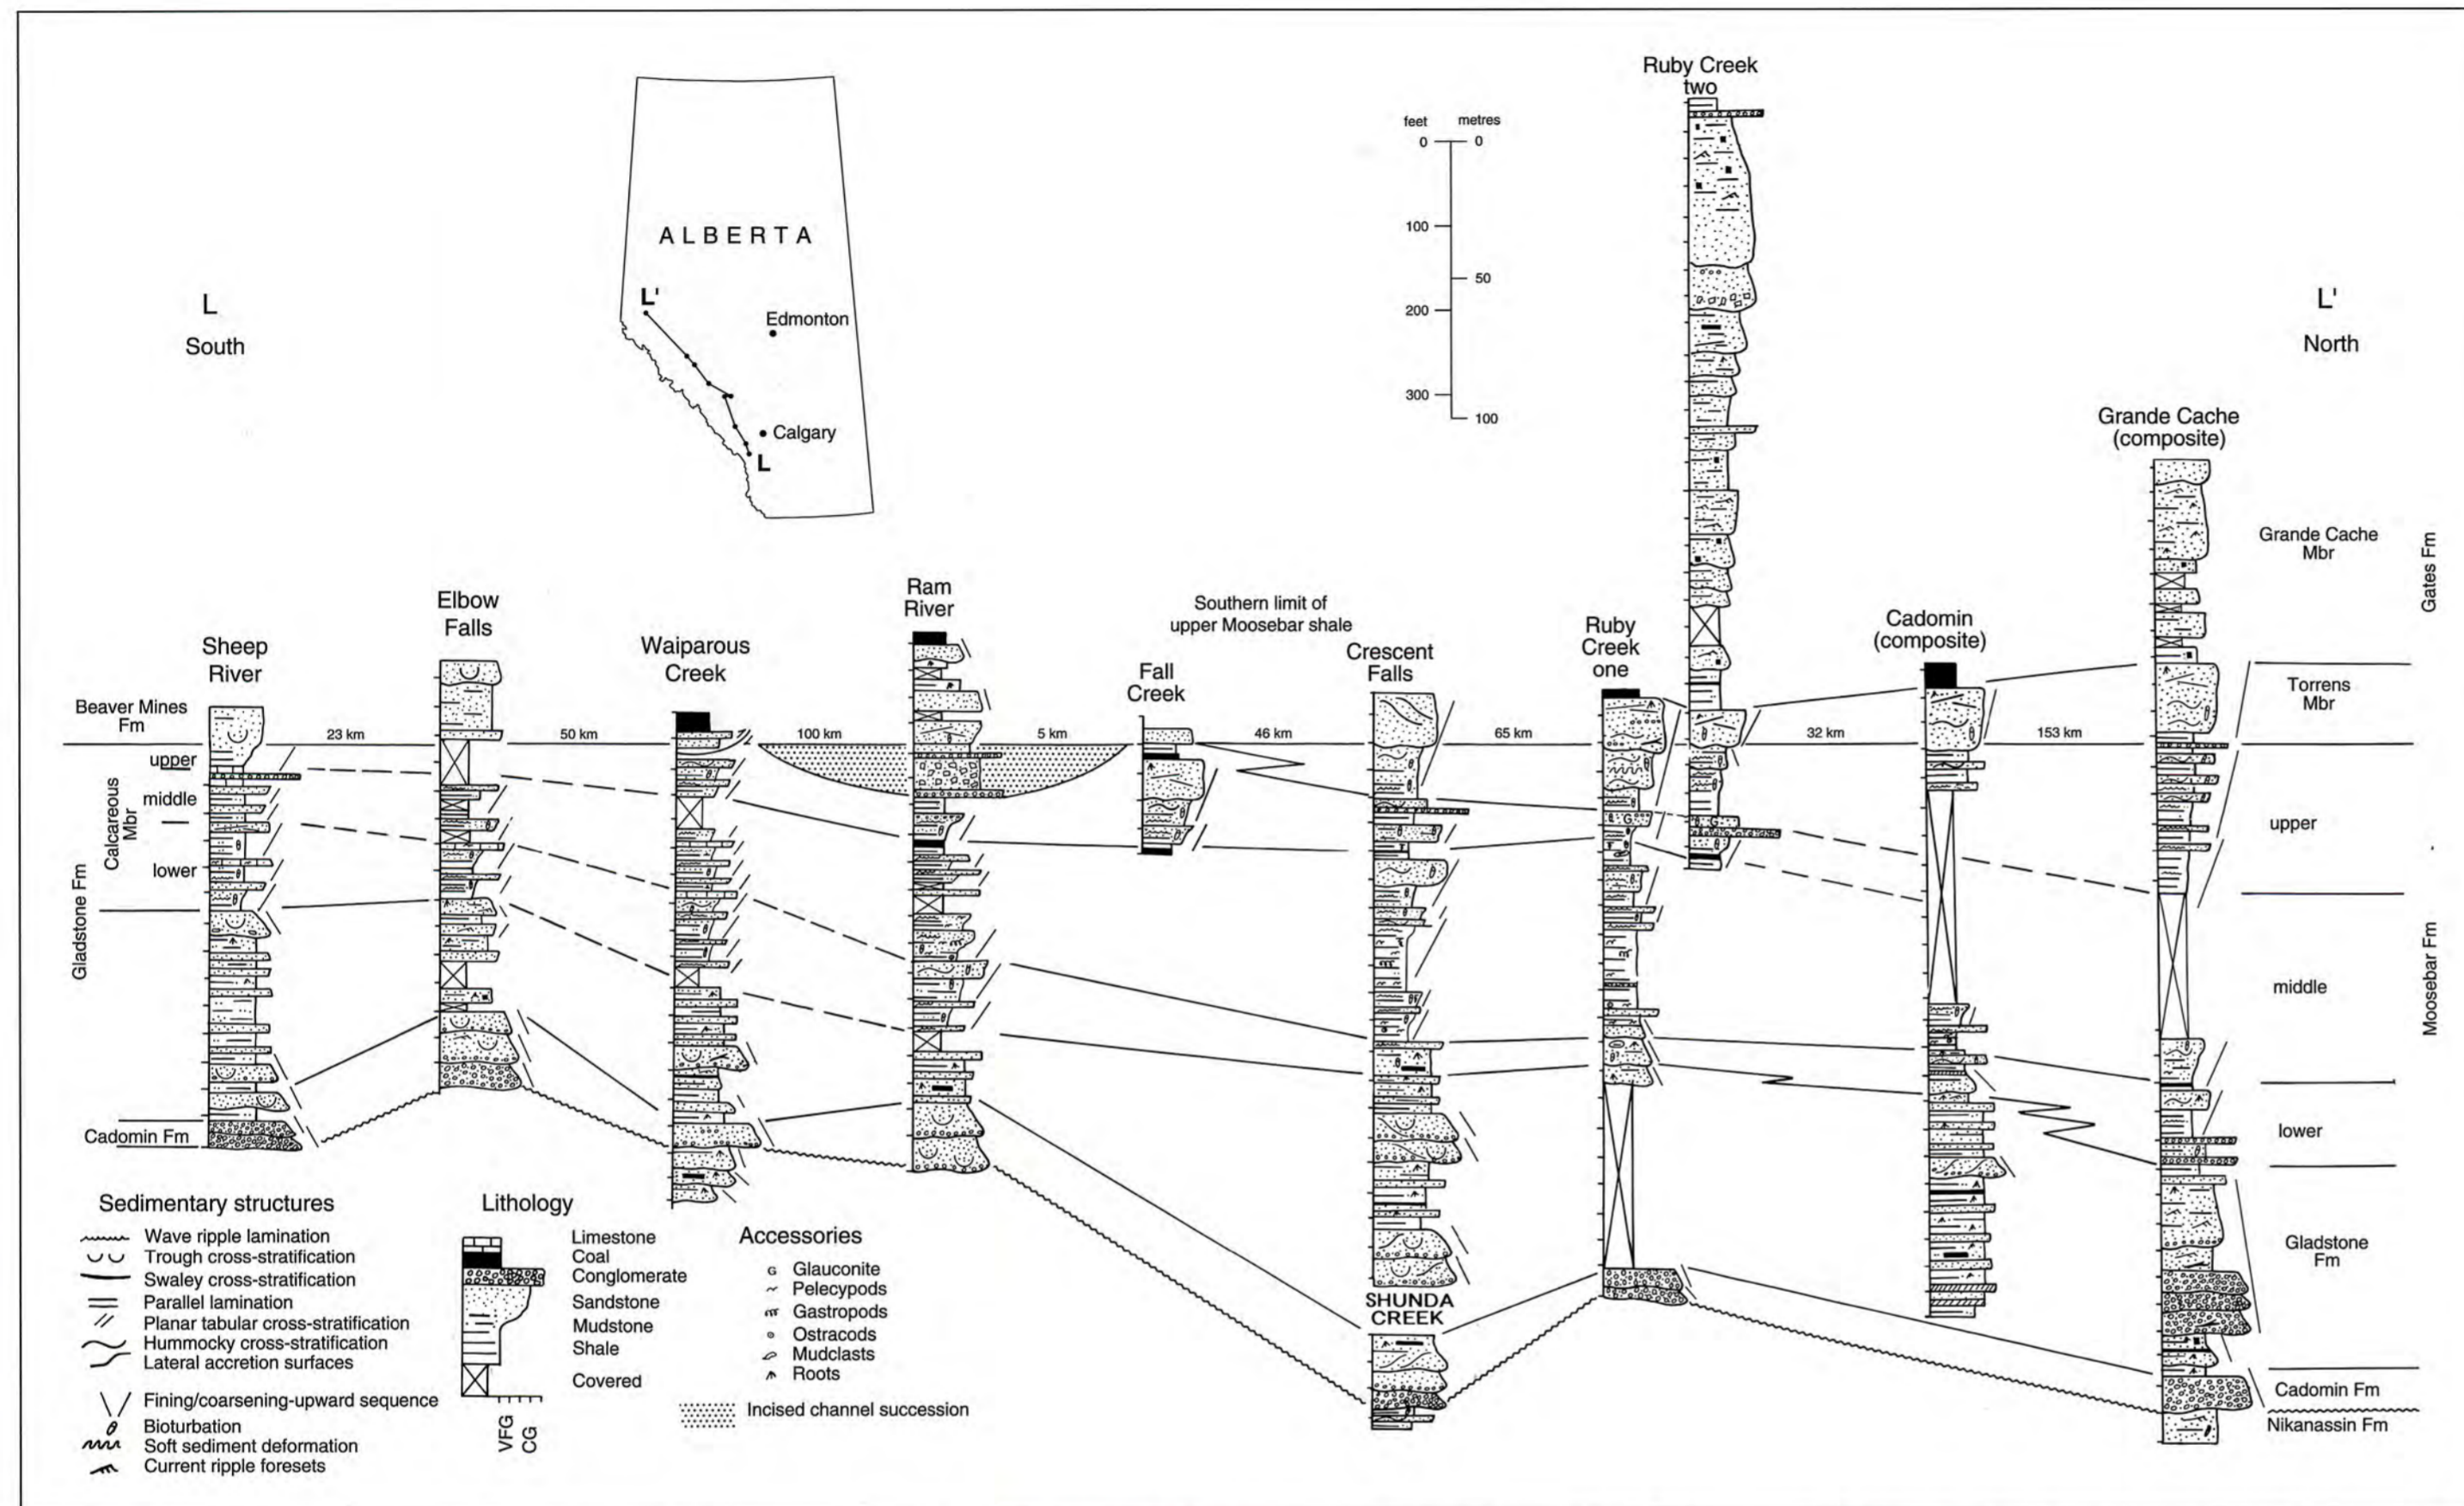 Ruby Creek
two
feet metres
0 0
100
50
200
300
100
ALBERTA
L'
Edmonton
Calgary
L
L
South
L'
North
Grande Cache
(composite)
Grande Cache
Mbr
Gates Fm
Torrens
Mbr
Sheep
River
Elbow
Falls
Waiparous
Creek
Ram
River
Fall
Creek
Southern limit of
upper Moosebar shale
Crescent
Falls
Ruby
Creek
one
Cadomin
(composite)
Beaver Mines
Fm
23 km
50 km
100 km
5 km
46 km
65 km
32 km
153 km
upper
middle
lower
Calcareous
Mbr
Gladstone Fm
Cadomin Fm
G
G
upper
middle
lower
Moosebar Fm
Gladstone
Fm
Cadomin Fm
Nikanassin Fm
SHUNDA
CREEK
Sedimentary structures
Wave ripple lamination
Trough cross-stratification
Swaley cross-stratification
Parallel lamination
Planar tabular cross-stratification
Hummocky cross-stratification
Lateral accretion surfaces
Fining/coarsening-upward sequence
Bioturbation
Soft sediment deformation
Current ripple foresets
Lithology
Limestone
Coal
Conglomerate
Sandstone
Mudstone
Shale
Covered
VFG
CG
Accessories
G Glauconite
Pelecypods
Gastropods
Ostracods
Mudclasts
Roots
Incised channel succession